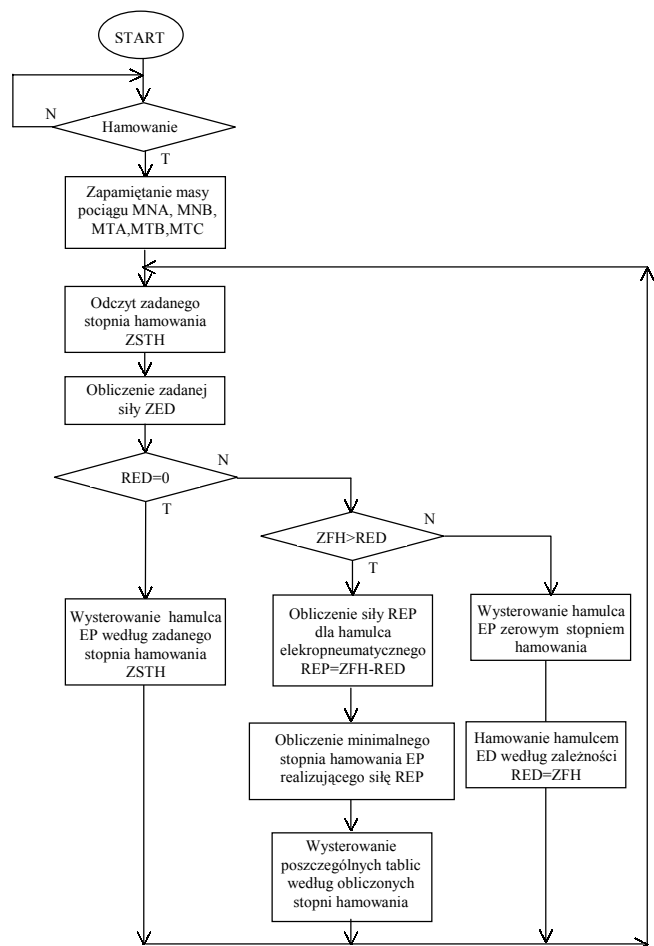 START
N
Hamowanie
T
Zapamiętanie masy
pociągu MNA, MNB,
MTA,MTB,MTC
Odczyt zadanego
stopnia hamowania
ZSTH
Obliczenie zadanej
siły ZED
N
RED=0
T
N
ZFH>RED
T
Wysterowanie hamulca
EP według zadanego
stopnia hamowania
ZSTH
Obliczenie siły REP
dla hamulca
elekropneumatycznego
REP=ZFH-RED
Wysterowanie hamulca
EP zerowym stopniem
hamowania
Obliczenie minimalnego
stopnia hamowania EP
realizującego siłę REP
Hamowanie hamulcem
ED według zależności
RED=ZFH
Wysterowanie
poszczególnych tablic
według obliczonych
stopni hamowania